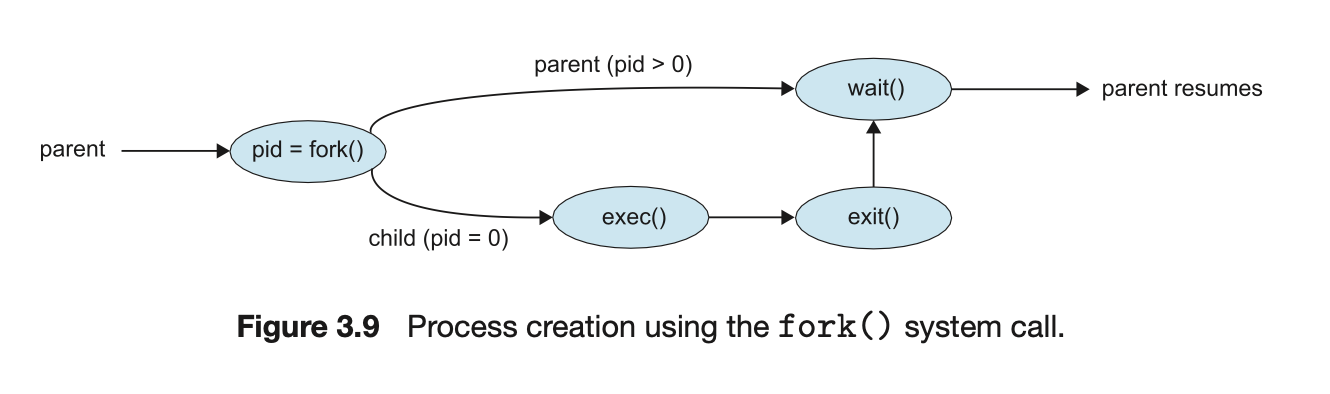 parent (pid > 0)
wait()
parent resumes
parent
pid = fork()
exec()
exit()
child (pid = 0)
Figure 3.9 Process creation using the fork() system call.